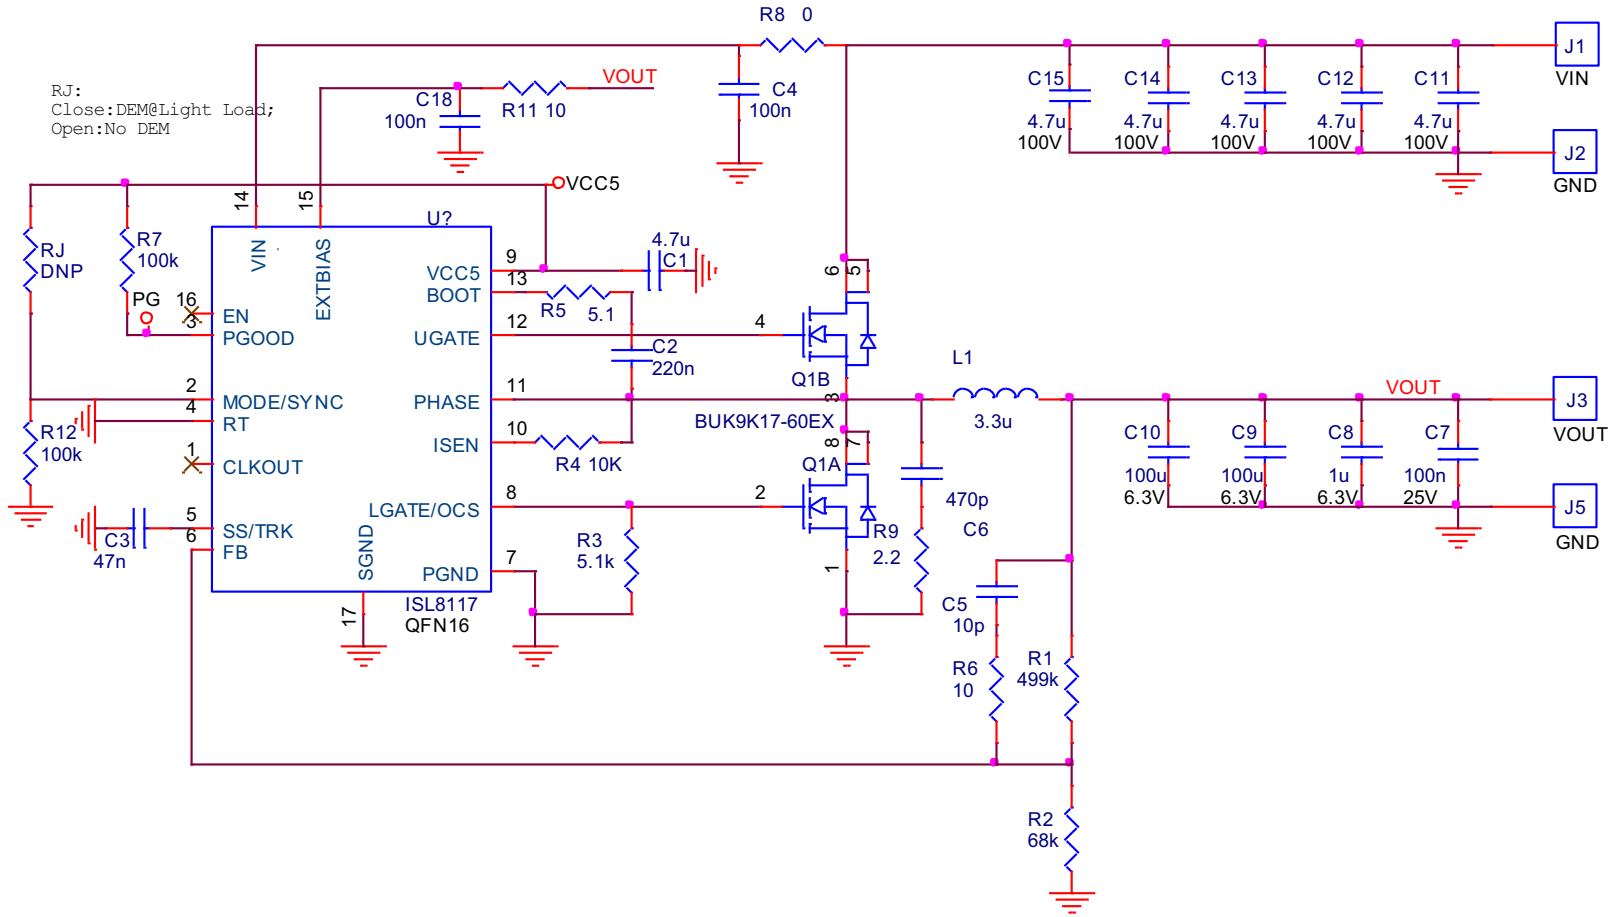 R8 0
J1
VIN
RJ:
Close:DEM@Light Load;
Open:No DEM
VOUT
C18
100n
R11 10
C4
100n
C15
4.7u
100V
C14
4.7u
100V
C13
4.7u
100V
C12
4.7u
100V
C11
4.7u
100V
J2
GND
VCC5
14
15
U?
RJ
DNP
R7
100k
PG
VIN
EXTBIAS
16
EN
3
PGOOD
2
MODE/SYNC
4
RT
R12
100k
1
CLKOUT
5
SS/TRK
6
FB
C3
47n
SGND
17
VCC5
9
BOOT
13
UGATE
12
PHASE
11
ISEN
10
LGATE/OCS
8
PGND
7
ISL8117
QFN16
4.7u
C1
R5
5.1
C2
220n
R4 10K
R3
5.1k
6
5
4
Q1B
3
BUK9K17-60EX
8
7
Q1A
2
1
470p
C6
R9
2.2
L1
3.3u
VOUT
J3
VOUT
C10
100u
6.3V
C9
100u
6.3V
C8
1u
6.3V
C7
100n
25V
J5
GND
C5
10p
R6
10
R1
499k
R2
68k